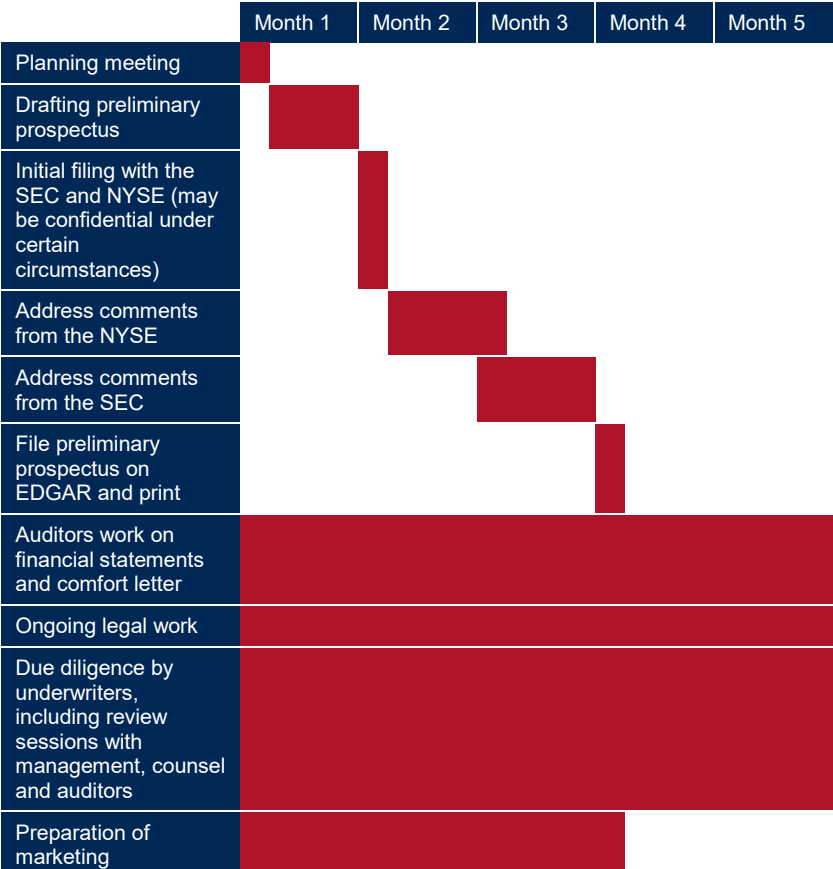 Month 1 Month 2 Month 3 Month 4 Month 5
Planning meeting
Drafting preliminary
prospectus
Initial filing with the
SEC and NYSE (may
be confidential under
certain
circumstances)
Address comments
from the NYSE
Address comments
from the SEC
File preliminary
prospectus on
EDGAR and print
Auditors work on
financial statements
and comfort letter
Ongoing legal work
Due diligence by
underwriters,
including review
sessions with
management, counsel
and auditors
Preparation of
marketing